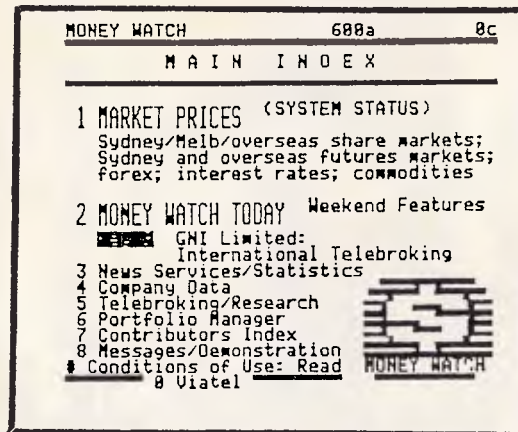 MONEY WATCH 600a 0c
MAIN INDEX
1 MARKET PRICES (SYSTEM STATUS)
Sydney/Melb/overseas share markets;
Sydney and overseas futures markets;
forex; interest rates; commodities
2 MONEY WATCH TODAY Weekend Features
GNI Limited:
International Telebroking
3 News Services/Statistics
4 Company Data
5 Telebroking/Research
6 Portfolio Manager
7 Contributors Index
8 Messages/Demonstration
# Conditions of Use: Read
0 Viatel
MONEY WATCH